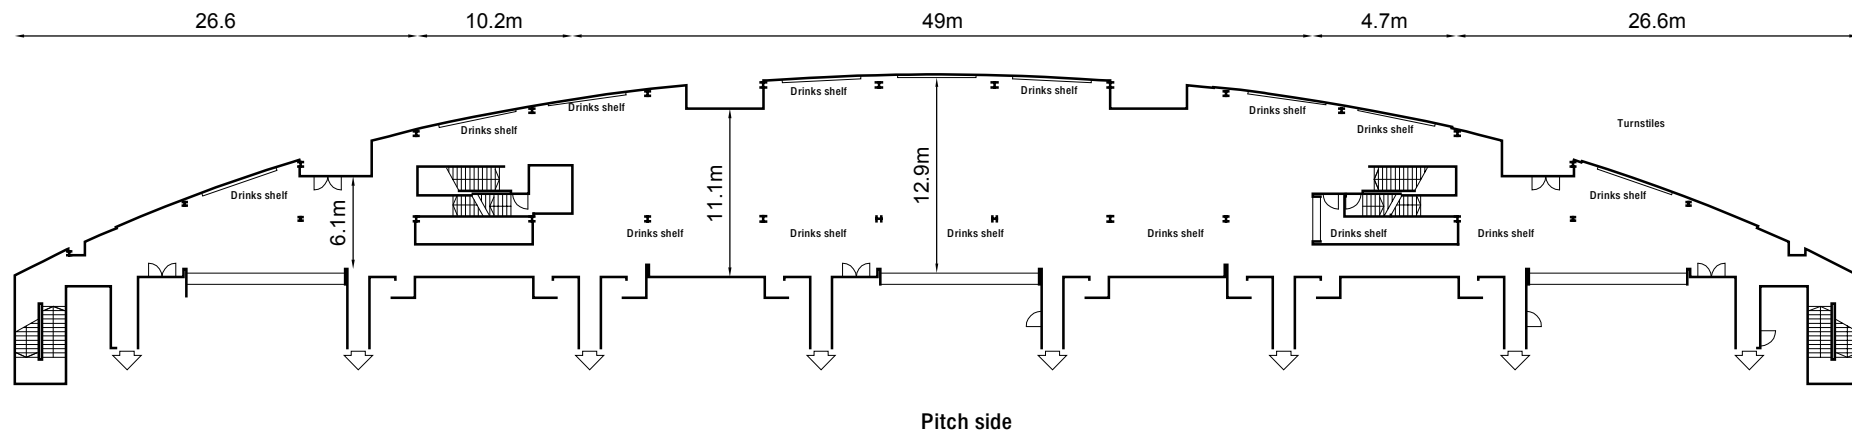 26.6
10.2m
49m
4.7m
26.6m
Drinks shelf
Drinks shelf
Drinks shelf
Drinks shelf
Drinks shelf
Drinks shelf
Turnstiles
Drinks shelf
Drinks shelf
6.1m
11.1m
12.9m
Drinks shelf
Drinks shelf
Drinks shelf
Drinks shelf
Drinks shelf
Drinks shelf
Pitch side